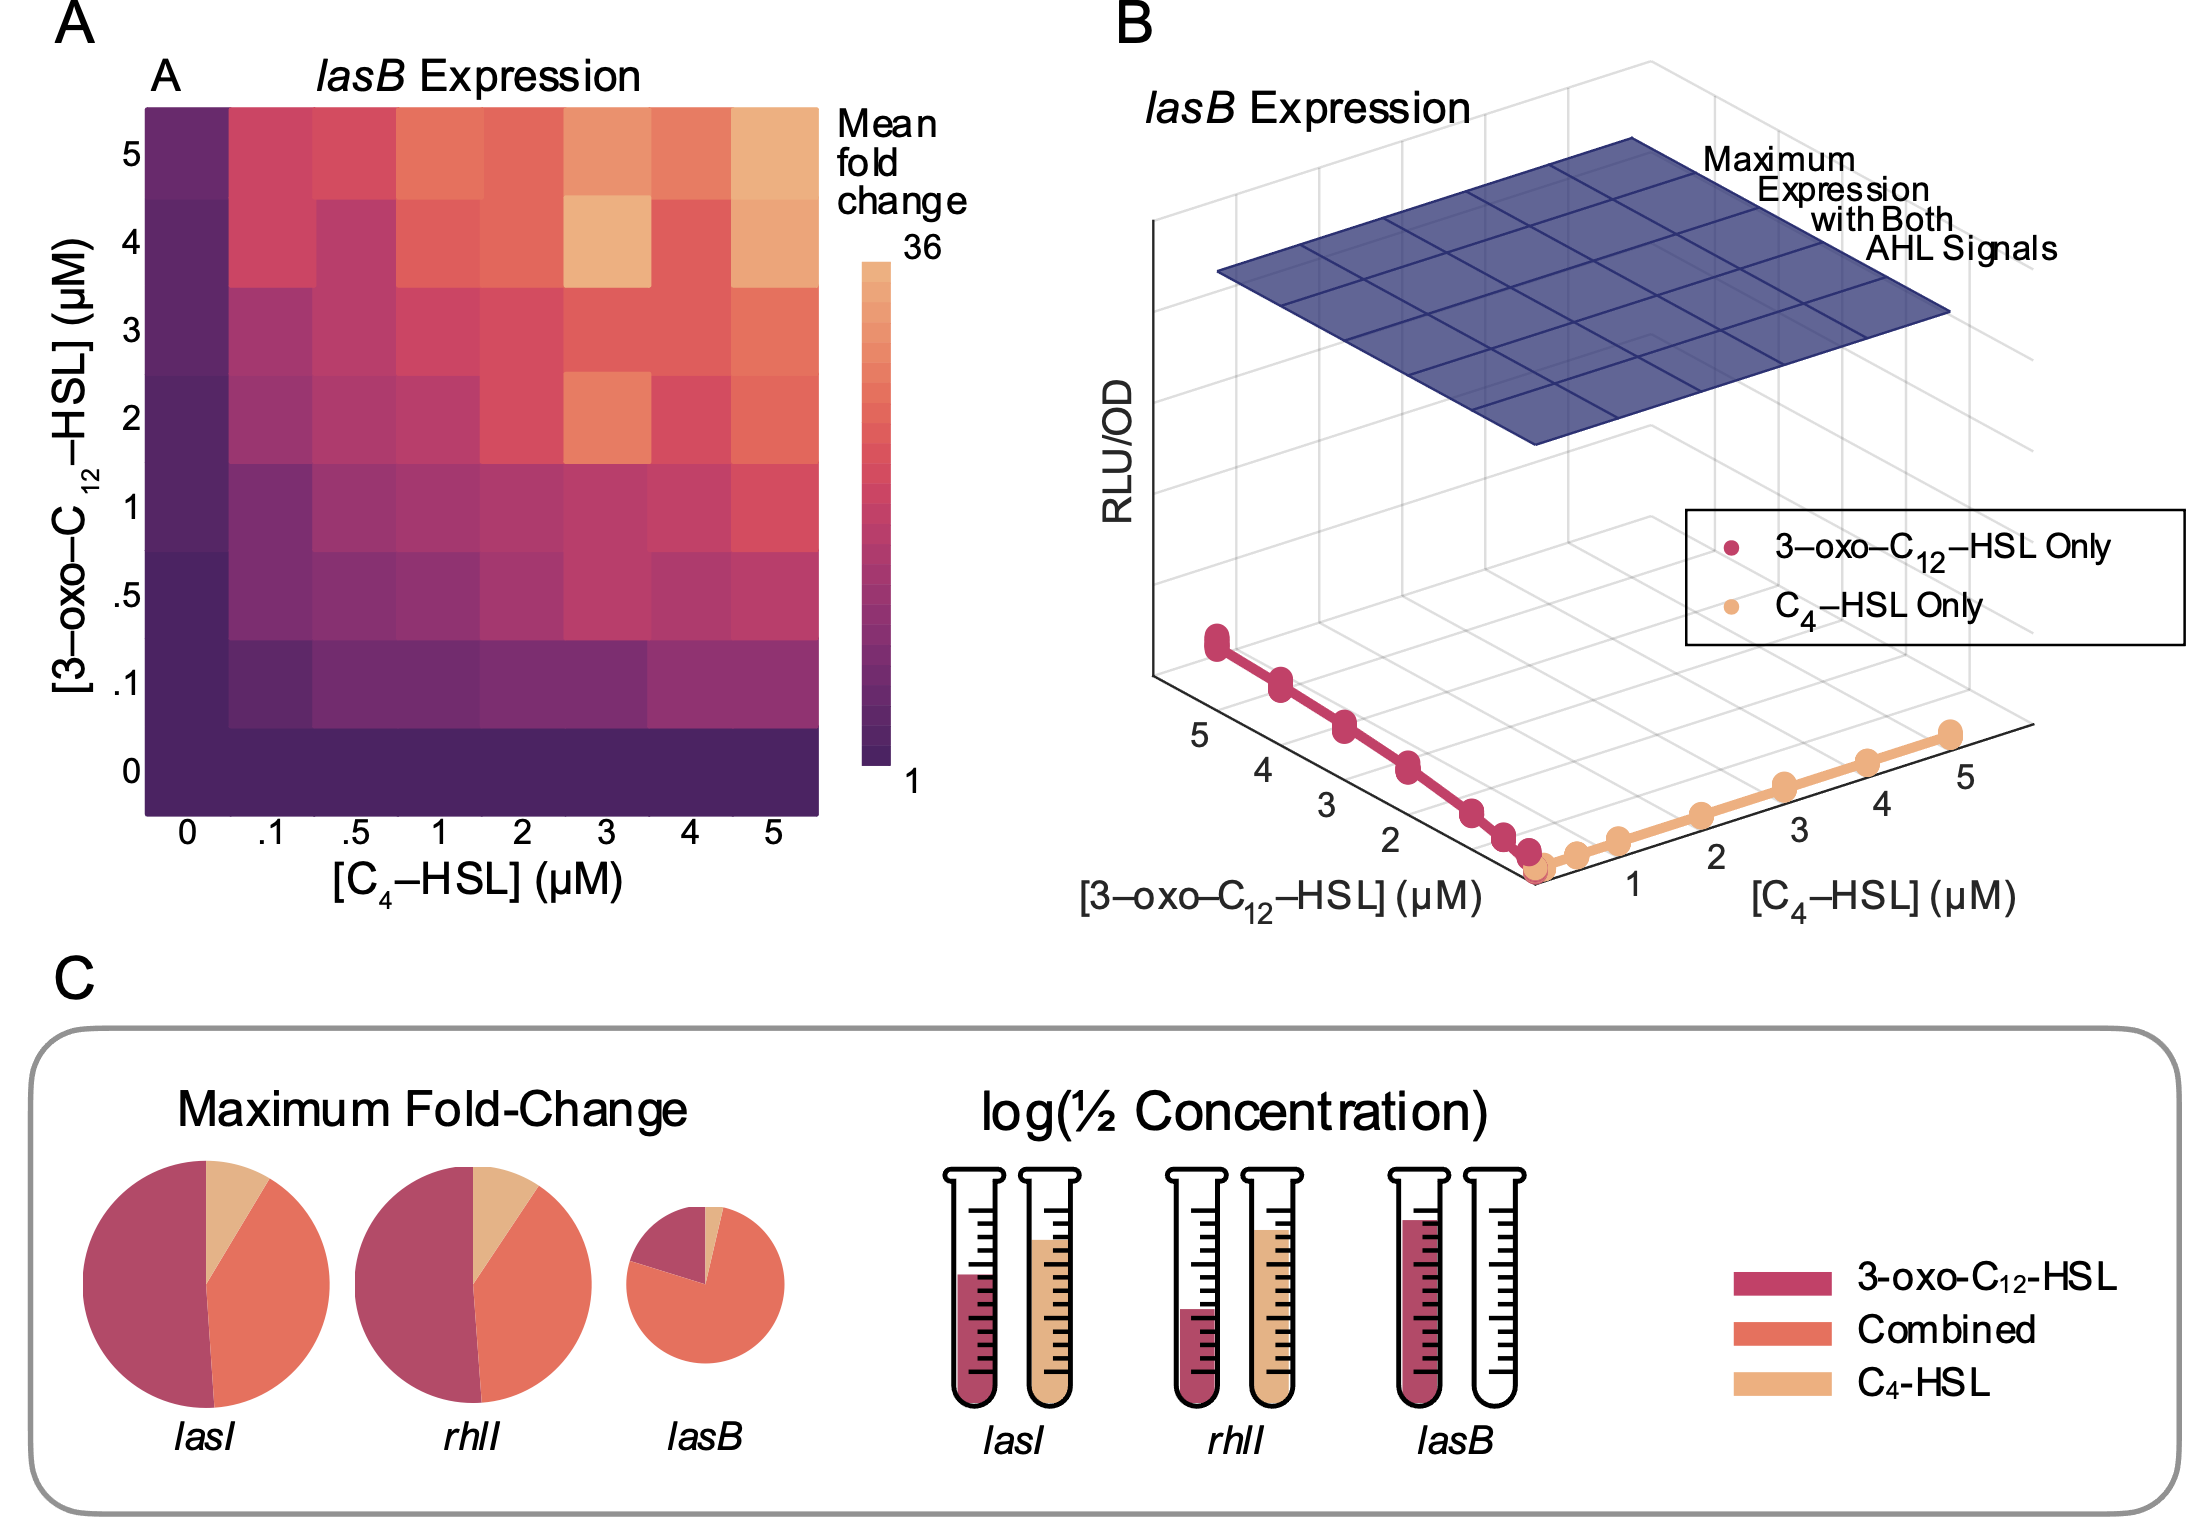 A
A lasB Expression
Mean
fold
change
36
1
[3–oxo–C12–HSL] (µM)
5
4
3
2
1
.5
.1
0
0 .1 .5 1 2 3 4 5
[C4–HSL] (µM)
B
lasB Expression
Maximum
Expression
with Both
AHL Signals
RLU/OD
3–oxo–C12–HSL Only
C4–HSL Only
5
4
3
2
[3–oxo–C12–HSL] (µM)
1
2
3
4
5
[C4–HSL] (µM)
C
Maximum Fold-Change
lasI rhlI lasB
log(½ Concentration)
lasI rhlI lasB
3-oxo-C12-HSL
Combined
C4-HSL